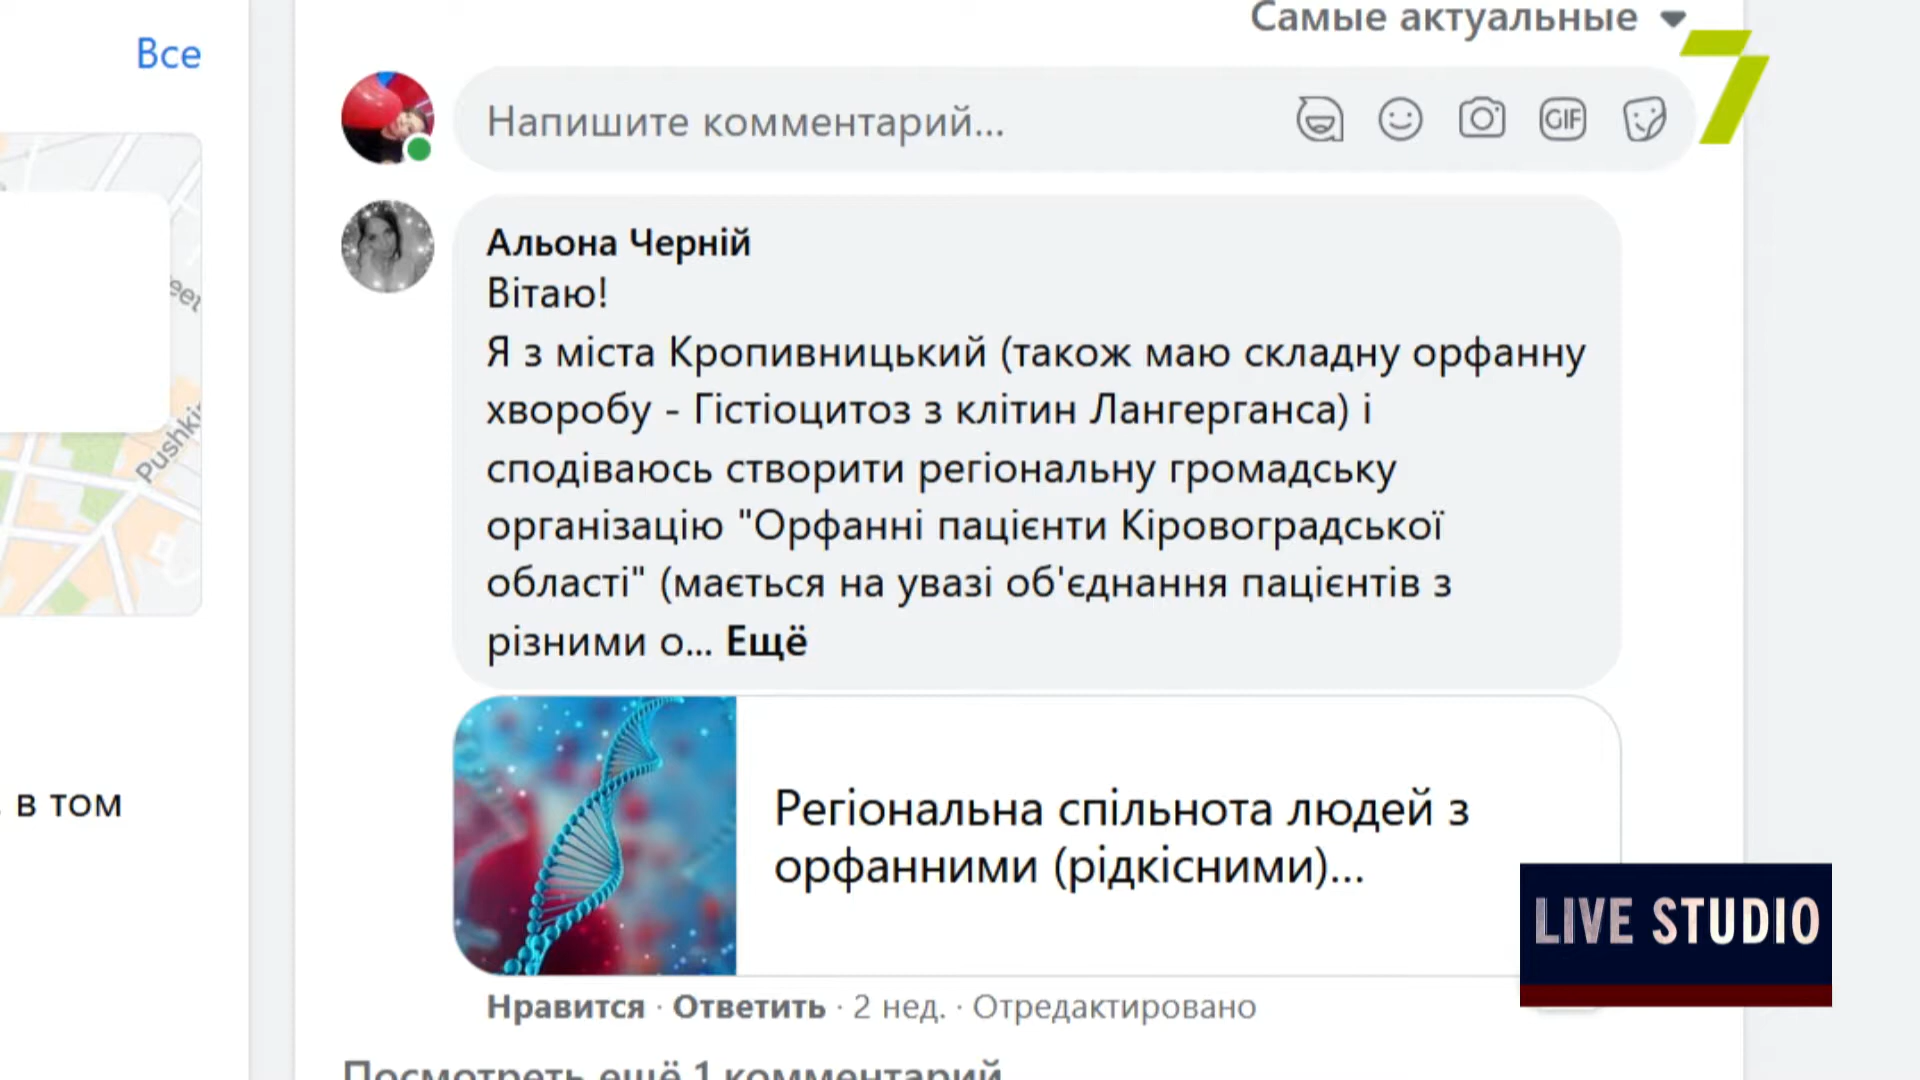 Самые актуальные
Все
7
Напишите комментарий...
GIF
Альона Черній
Вітаю!
Я з міста Кропивницький (також маю складну орфанну
хворобу - Гістіоцитоз з клітин Лангерганса) і
сподіваюсь створити регіональну громадську
організацію "Орфанні пацієнти Кіровоградської
області" (мається на увазі об'єднання пацієнтів з
різними о... Ещё
Pushki
в том
Регіональна спільнота людей з
орфанними (рідкісними)...
LIVE STUDIO
Нравится · Ответить · 2 нед. · Отредактировано
Посмотреть ещё 1 комментарий